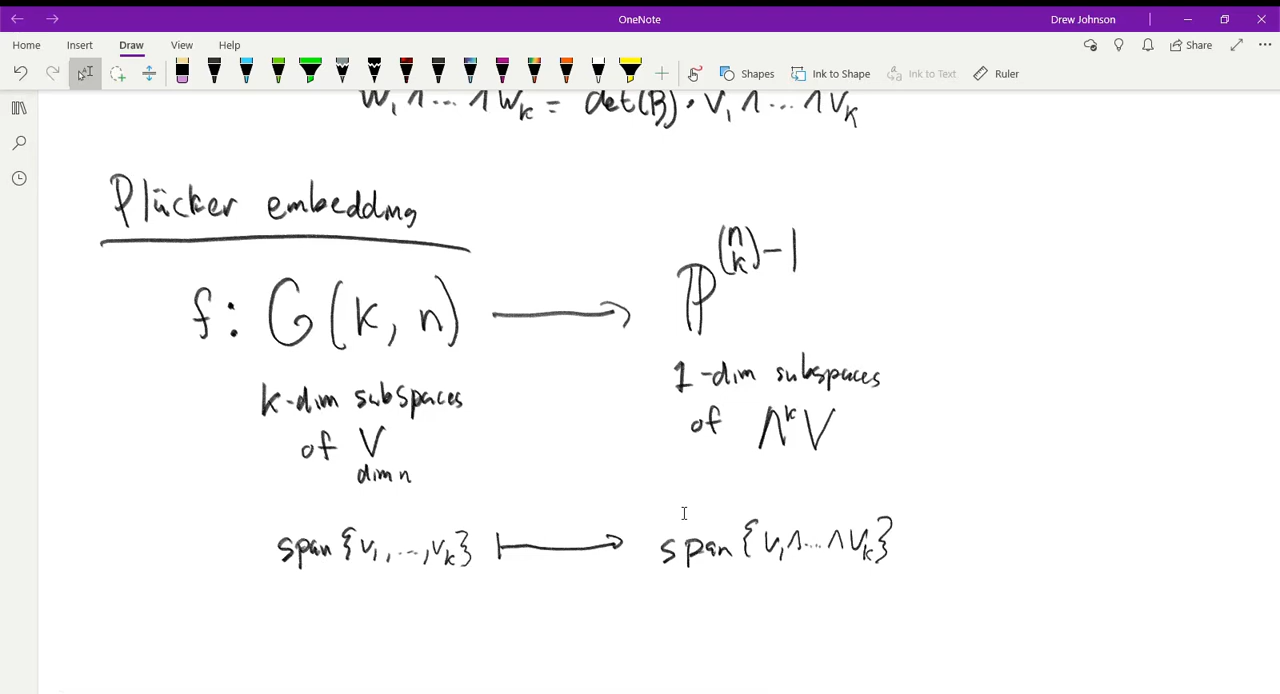 OneNote
Drew Johnson
Home Insert Draw View Help
Share
Shapes Ink to Shape Ink to Text Ruler
W₁ ∧ ... ∧ Wₖ = det(B) · V₁ ∧ ... ∧ Vₖ
Plücker embedding
f: G(k, n) ⟶ ℙ^{(n k) - 1}
k-dim subspaces
of V
dim n
1-dim subspaces
of Λᵏ V
span {v₁, ..., vₖ} ⟼ span {v₁ ∧ ... ∧ vₖ}